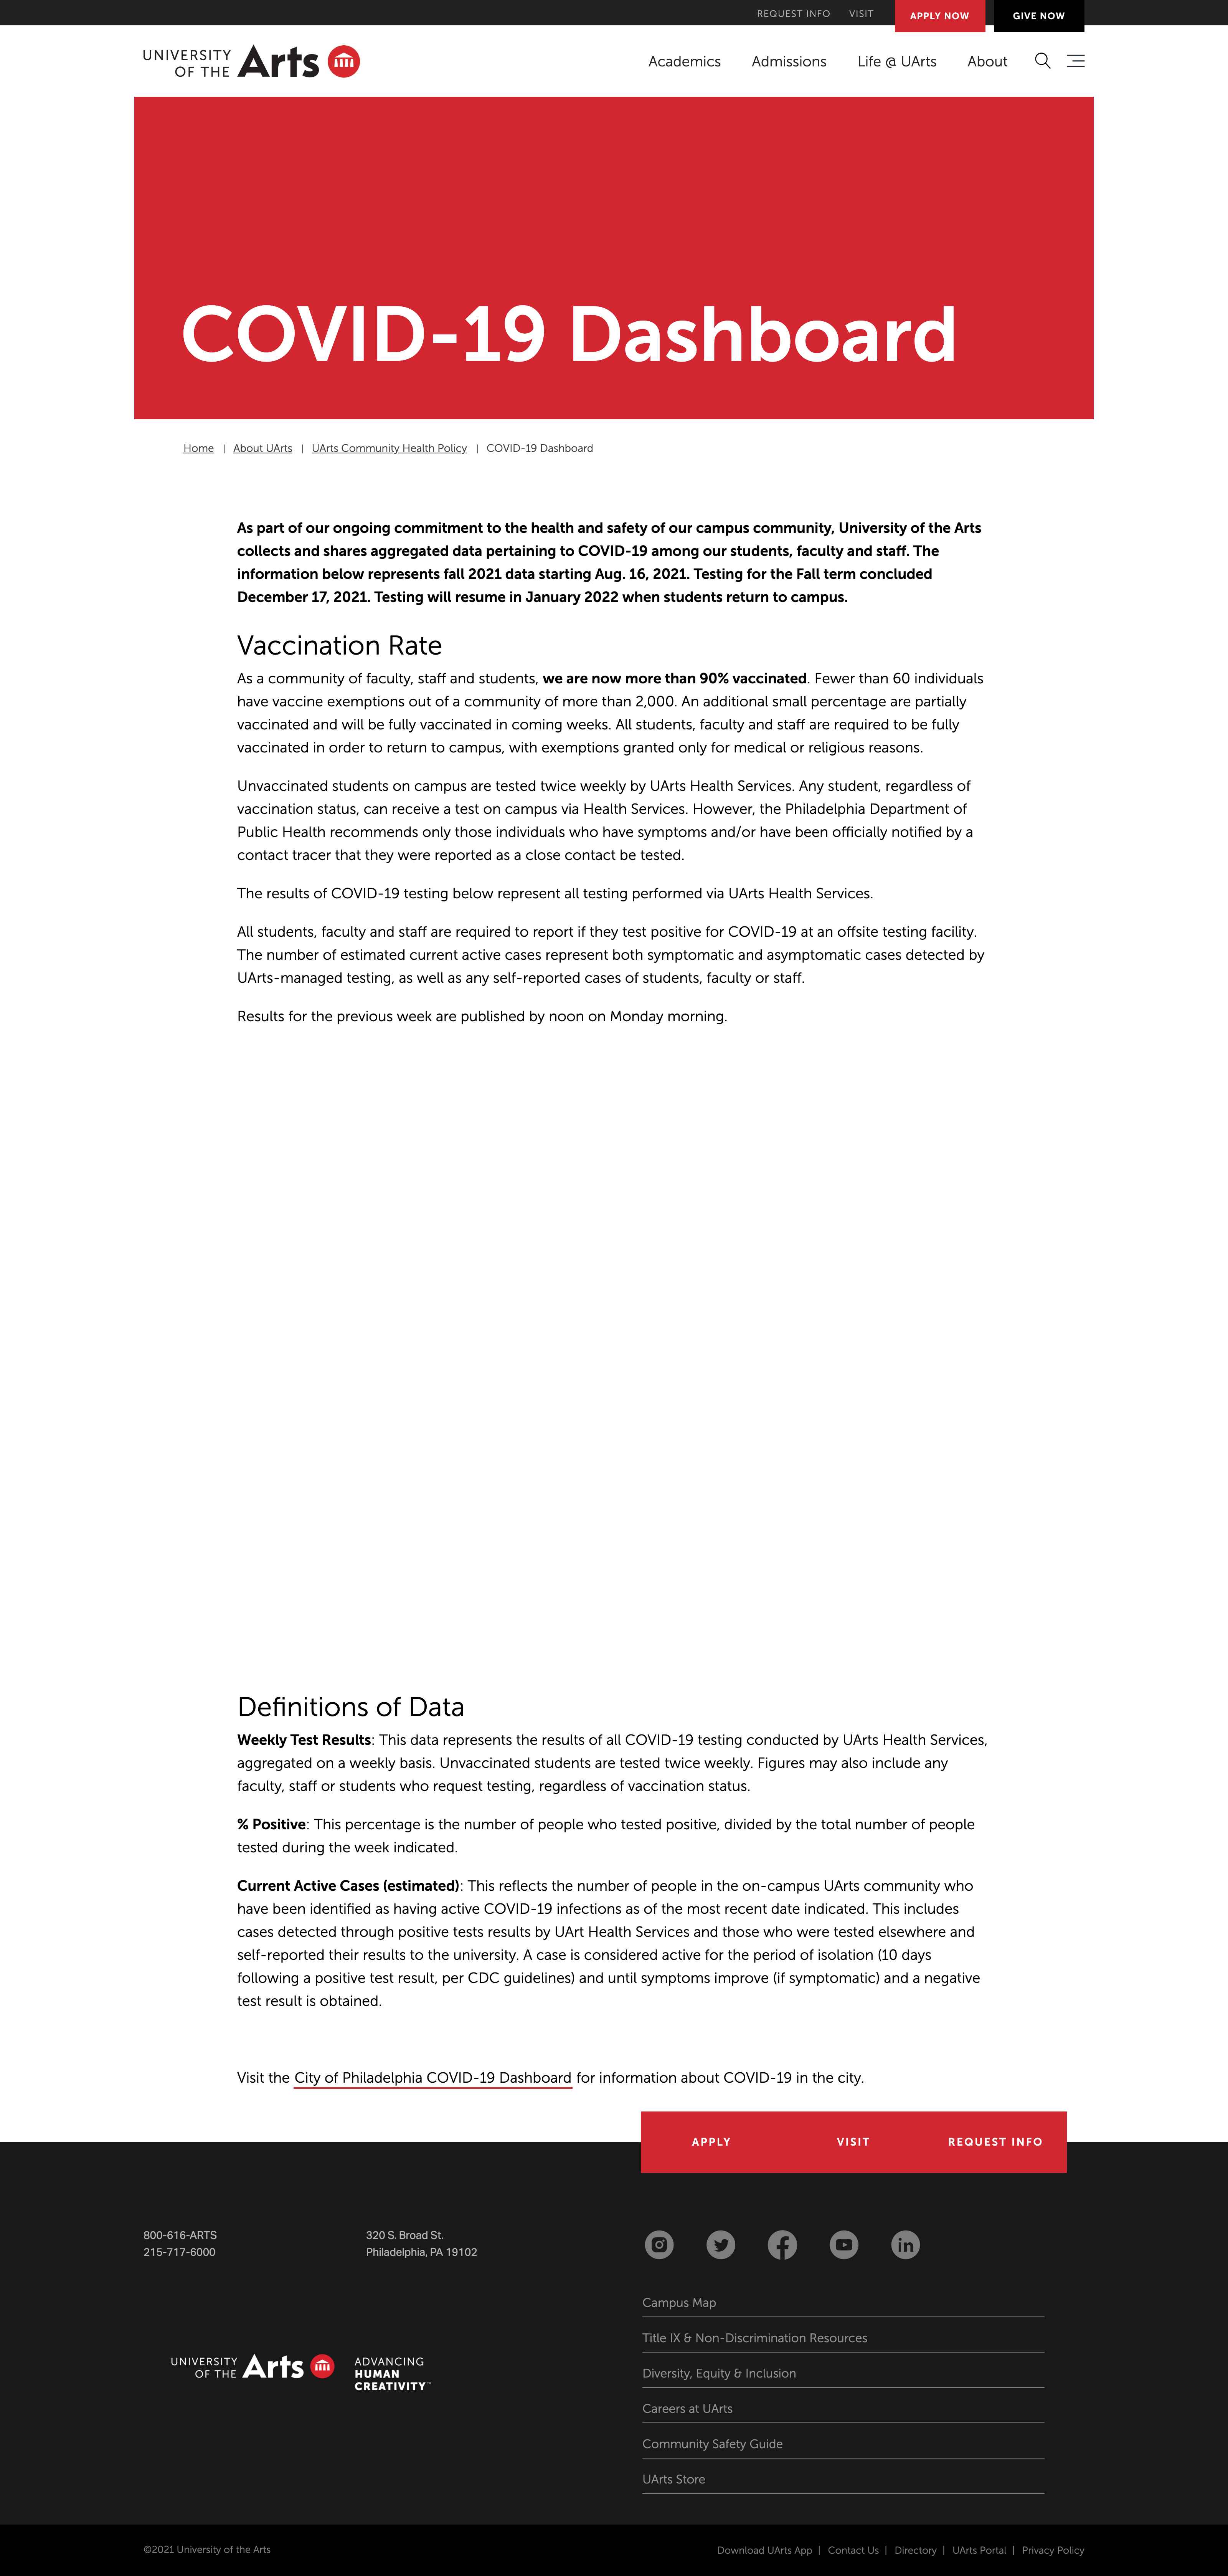 REQUEST INFO VISIT APPLY NOW GIVE NOW
UNIVERSITY OF THE Arts
Academics Admissions Life @ UArts About
COVID-19 Dashboard
Home | About UArts | UArts Community Health Policy | COVID-19 Dashboard
As part of our ongoing commitment to the health and safety of our campus community, University of the Arts
collects and shares aggregated data pertaining to COVID-19 among our students, faculty and staff. The
information below represents fall 2021 data starting Aug. 16, 2021. Testing for the Fall term concluded
December 17, 2021. Testing will resume in January 2022 when students return to campus.
Vaccination Rate
As a community of faculty, staff and students, we are now more than 90% vaccinated. Fewer than 60 individuals
have vaccine exemptions out of a community of more than 2,000. An additional small percentage are partially
vaccinated and will be fully vaccinated in coming weeks. All students, faculty and staff are required to be fully
vaccinated in order to return to campus, with exemptions granted only for medical or religious reasons.
Unvaccinated students on campus are tested twice weekly by UArts Health Services. Any student, regardless of
vaccination status, can receive a test on campus via Health Services. However, the Philadelphia Department of
Public Health recommends only those individuals who have symptoms and/or have been officially notified by a
contact tracer that they were reported as a close contact be tested.
The results of COVID-19 testing below represent all testing performed via UArts Health Services.
All students, faculty and staff are required to report if they test positive for COVID-19 at an offsite testing facility.
The number of estimated current active cases represent both symptomatic and asymptomatic cases detected by
UArts-managed testing, as well as any self-reported cases of students, faculty or staff.
Results for the previous week are published by noon on Monday morning.
Definitions of Data
Weekly Test Results: This data represents the results of all COVID-19 testing conducted by UArts Health Services,
aggregated on a weekly basis. Unvaccinated students are tested twice weekly. Figures may also include any
faculty, staff or students who request testing, regardless of vaccination status.
% Positive: This percentage is the number of people who tested positive, divided by the total number of people
tested during the week indicated.
Current Active Cases (estimated): This reflects the number of people in the on-campus UArts community who
have been identified as having active COVID-19 infections as of the most recent date indicated. This includes
cases detected through positive tests results by UArt Health Services and those who were tested elsewhere and
self-reported their results to the university. A case is considered active for the period of isolation (10 days
following a positive test result, per CDC guidelines) and until symptoms improve (if symptomatic) and a negative
test result is obtained.
Visit the City of Philadelphia COVID-19 Dashboard for information about COVID-19 in the city.
APPLY VISIT REQUEST INFO
800-616-ARTS
215-717-6000
320 S. Broad St.
Philadelphia, PA 19102
Campus Map
Title IX & Non-Discrimination Resources
Diversity, Equity & Inclusion
Careers at UArts
Community Safety Guide
UArts Store
UNIVERSITY OF THE Arts
ADVANCING
HUMAN
CREATIVITY™
©2021 University of the Arts
Download UArts App | Contact Us | Directory | UArts Portal | Privacy Policy